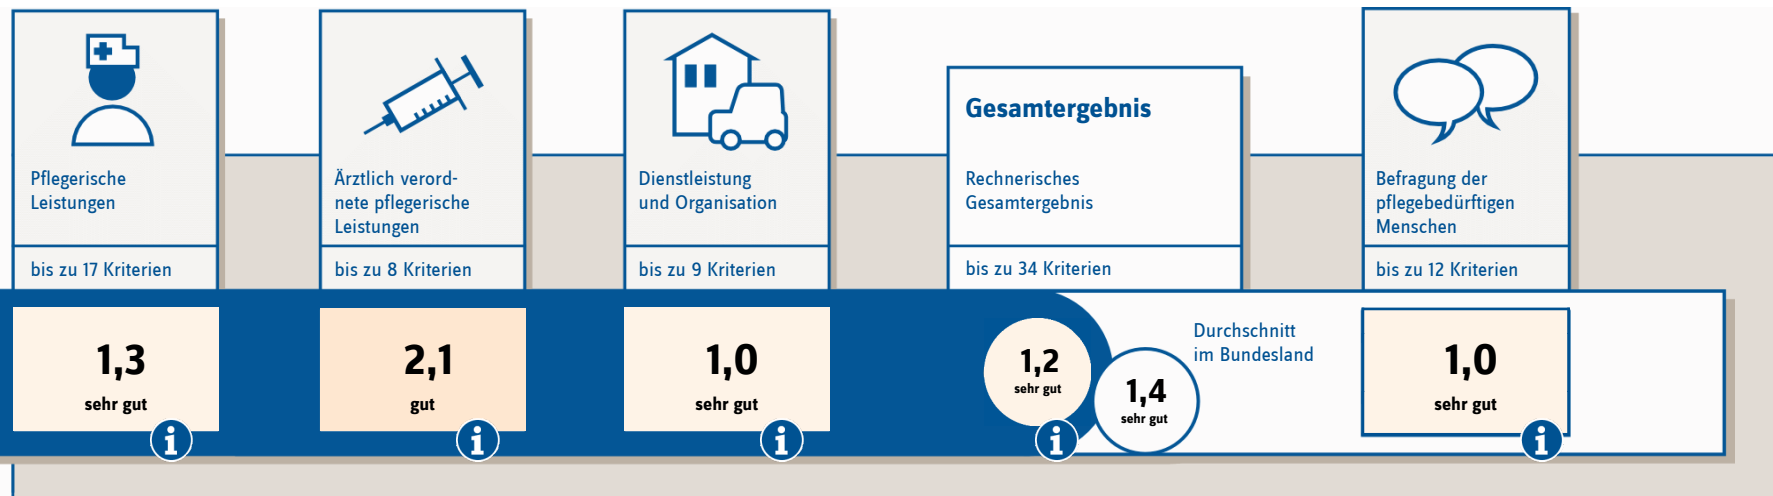 Pflegerische
Leistungen
bis zu 17 Kriterien
1,3
sehr gut
i
Ärztlich verord-
nete pflegerische
Leistungen
bis zu 8 Kriterien
2,1
gut
i
Dienstleistung
und Organisation
bis zu 9 Kriterien
1,0
sehr gut
i
Gesamtergebnis
Rechnerisches
Gesamtergebnis
bis zu 34 Kriterien
1,2
sehr gut
i
1,4
sehr gut
Durchschnitt
im Bundesland
Befragung der
pflegebedürftigen
Menschen
bis zu 12 Kriterien
1,0
sehr gut
i